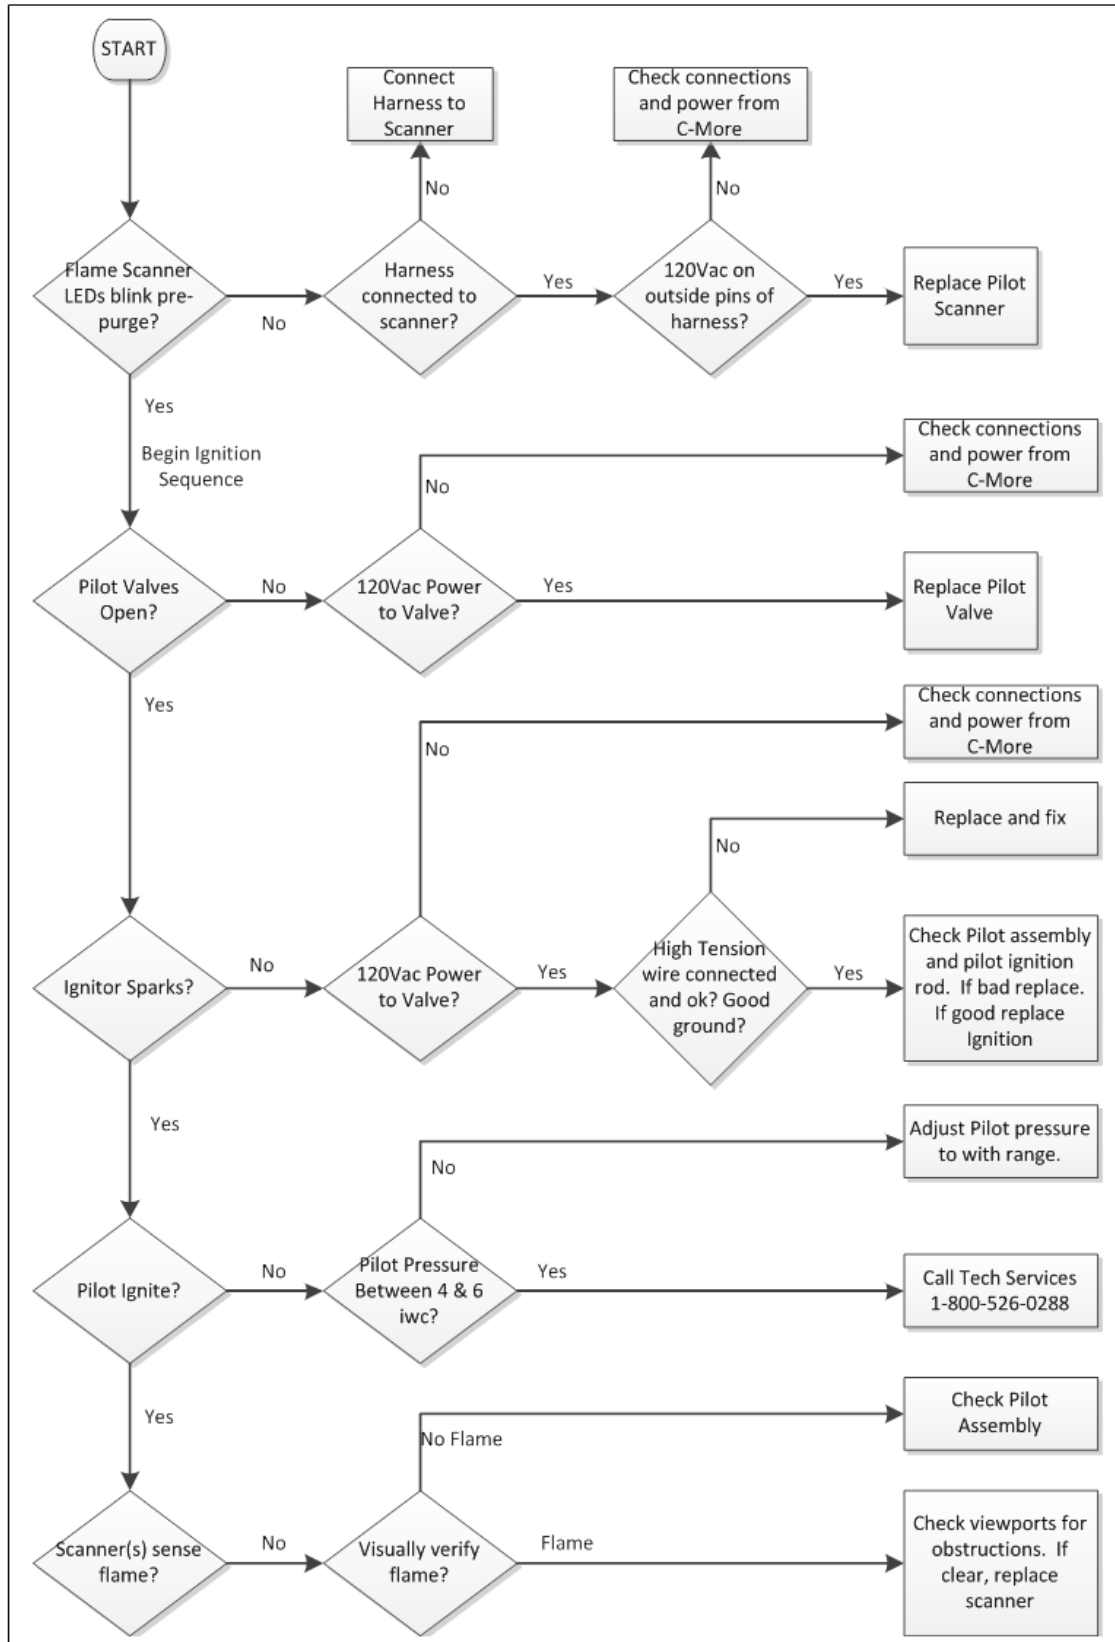 START
Connect
Harness to
Scanner
Check connections
and power from
C-More
No
No
Flame Scanner
LEDs blink pre-
purge?
No
Harness
connected to
scanner?
Yes
120Vac on
outside pins of
harness?
Yes
Replace Pilot
Scanner
Yes
Begin Ignition
Sequence
Check connections
and power from
C-More
No
Pilot Valves
Open?
No
120Vac Power
to Valve?
Yes
Replace Pilot
Valve
Yes
Check connections
and power from
C-More
No
Replace and fix
No
Ignitor Sparks?
No
120Vac Power
to Valve?
Yes
High Tension
wire connected
and ok? Good
ground?
Yes
Check Pilot assembly
and pilot ignition
rod. If bad replace.
If good replace
Ignition
Yes
Adjust Pilot pressure
to with range.
No
Pilot Ignite?
No
Pilot Pressure
Between 4 & 6
iwc?
Yes
Call Tech Services
1-800-526-0288
Yes
Check Pilot
Assembly
No Flame
Scanner(s) sense
flame?
No
Visually verify
flame?
Flame
Check viewports for
obstructions. If
clear, replace
scanner